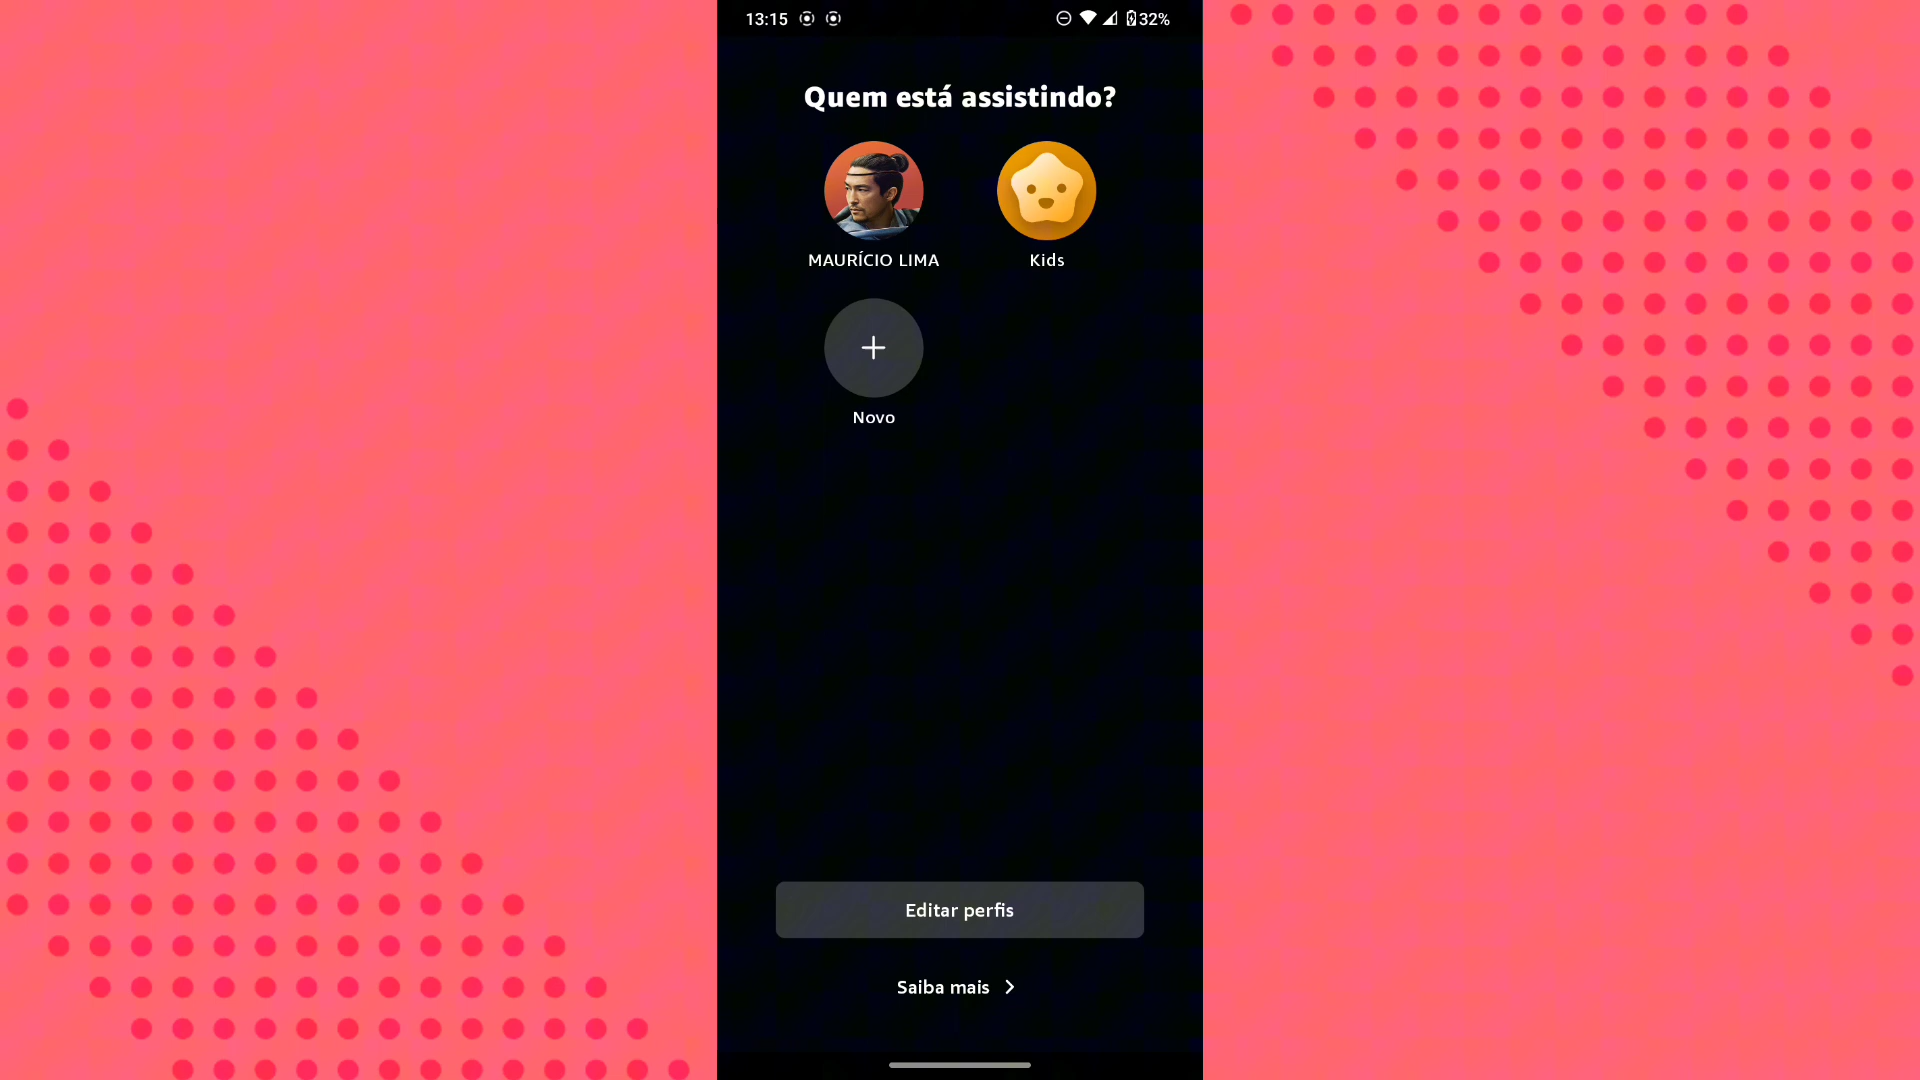 13:15 32%
Quem está assistindo?
MAURÍCIO LIMA Kids
Novo
Editar perfis
Saiba mais